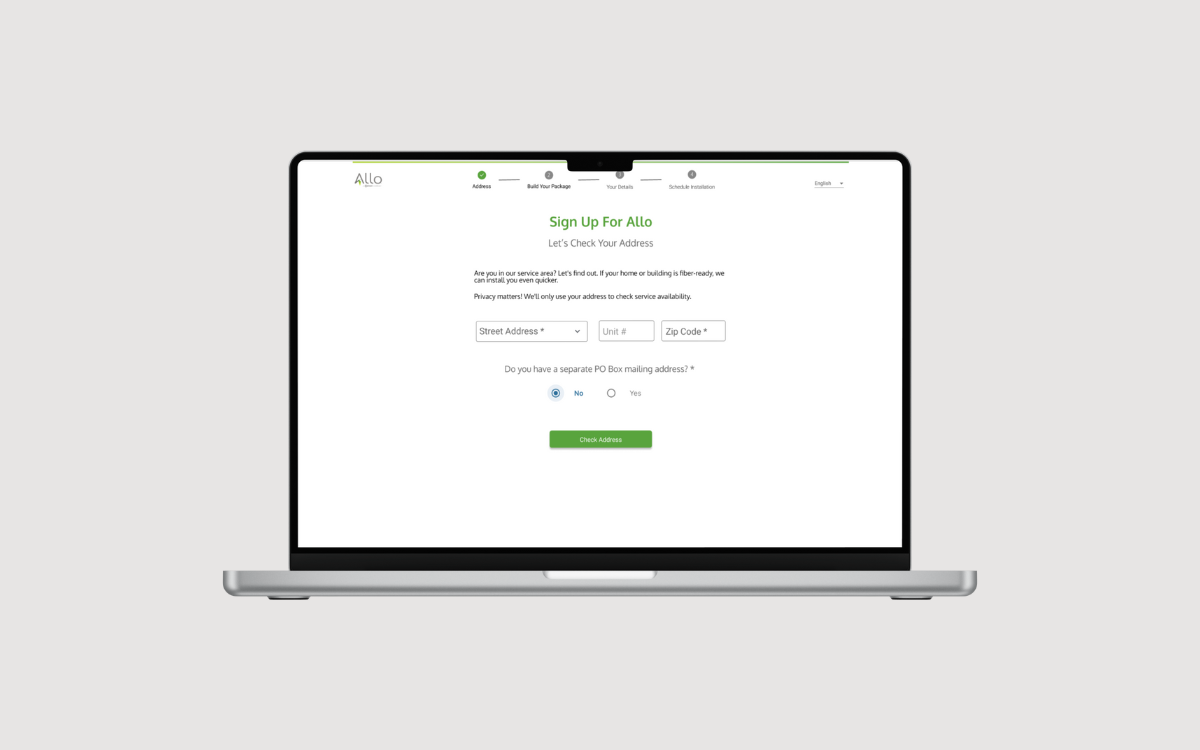 Allo
2
3
4
Address
Build Your Package
Your Details
Schedule Installation
English
Sign Up For Allo
Let's Check Your Address
Are you in our service area? Let's find out. If your home or building is fiber-ready, we
can install you even quicker.
Privacy matters! We'll only use your address to check service availability.
Street Address *
Unit #
Zip Code *
Do you have a separate PO Box mailing address? *
No
Yes
Check Address